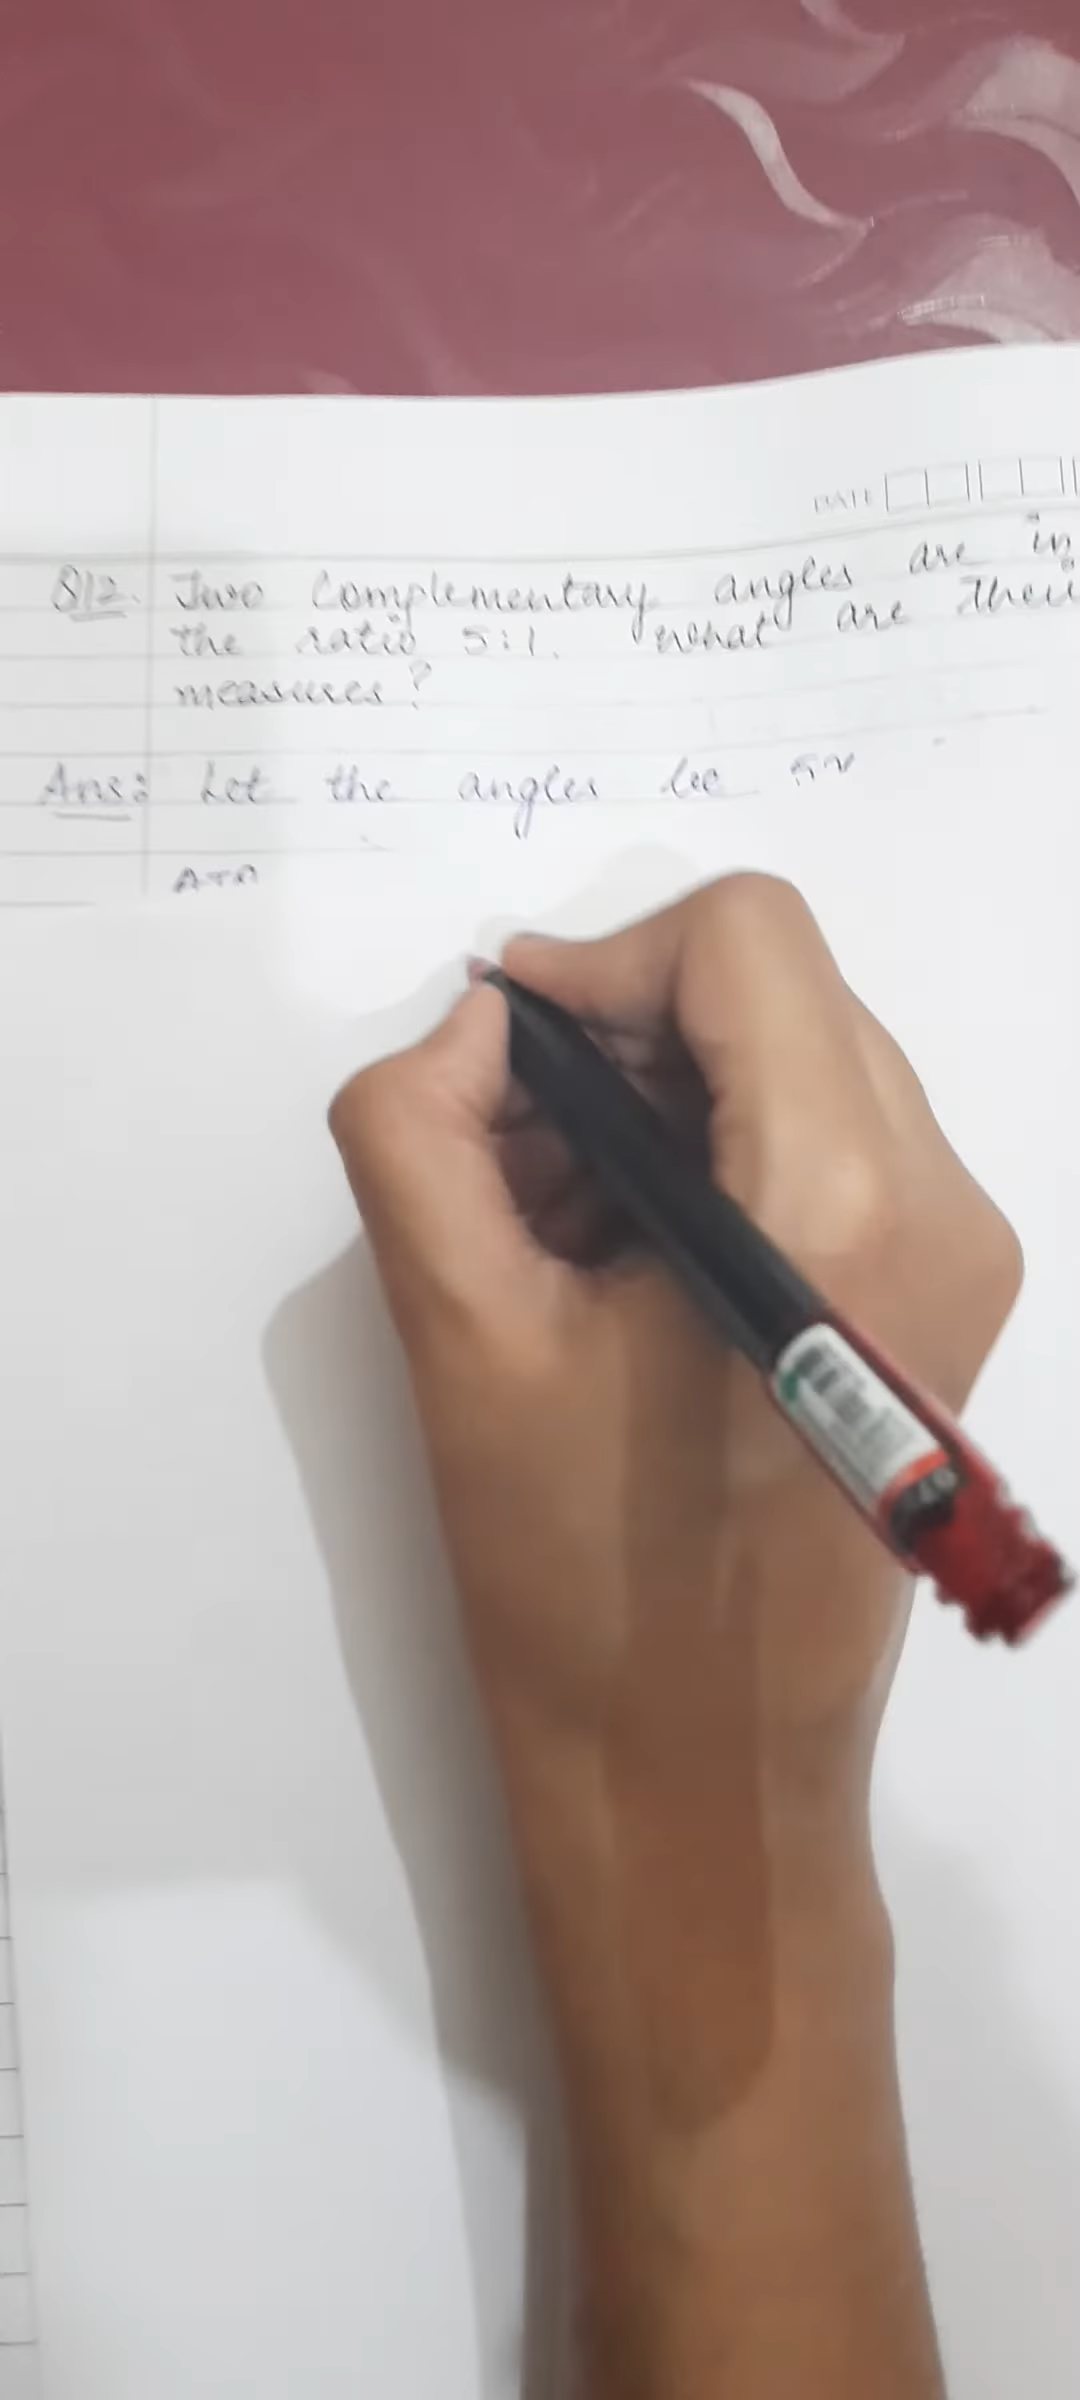 DATE
Q12. Two Complementary angles are in
the ratio 5:1. What are their
measures?
Ans: Let the angles be 5x
ATQ